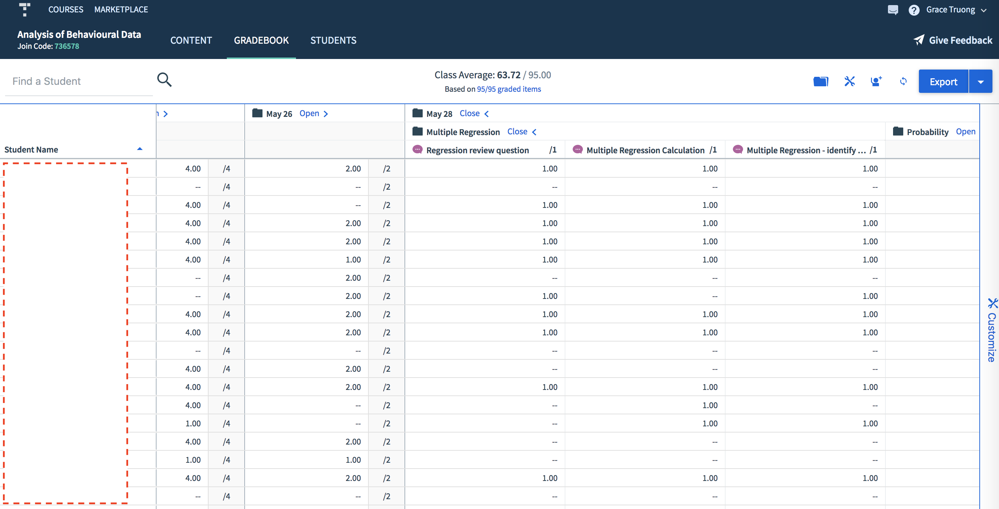 COURSES MARKETPLACE Grace Truong
Analysis of Behavioural Data
Join Code: 736578
CONTENT GRADEBOOK STUDENTS Give Feedback
Find a Student
Class Average: 63.72 / 95.00
Based on 95/95 graded items
Export
n > May 26 Open > May 28 Close <
Multiple Regression Close < Probability Open
Student Name Regression review question /1 Multiple Regression Calculation /1 Multiple Regression - identify ... /1
4.00 /4 2.00 /2 1.00 1.00 1.00
-- /4 -- /2 -- -- --
4.00 /4 -- /2 1.00 1.00 1.00
4.00 /4 2.00 /2 1.00 1.00 1.00
4.00 /4 2.00 /2 1.00 1.00 1.00
4.00 /4 1.00 /2 1.00 1.00 1.00
-- /4 2.00 /2 -- -- --
-- /4 2.00 /2 1.00 -- 1.00
4.00 /4 2.00 /2 1.00 1.00 1.00
4.00 /4 2.00 /2 1.00 1.00 1.00
-- /4 -- /2 -- -- --
4.00 /4 2.00 /2 -- -- --
4.00 /4 2.00 /2 1.00 1.00 1.00
4.00 /4 -- /2 -- 1.00 --
1.00 /4 -- /2 -- 1.00 1.00
4.00 /4 2.00 /2 -- -- --
1.00 /4 1.00 /2 -- -- --
4.00 /4 2.00 /2 1.00 1.00 1.00
-- /4 -- /2 -- -- --
Customize